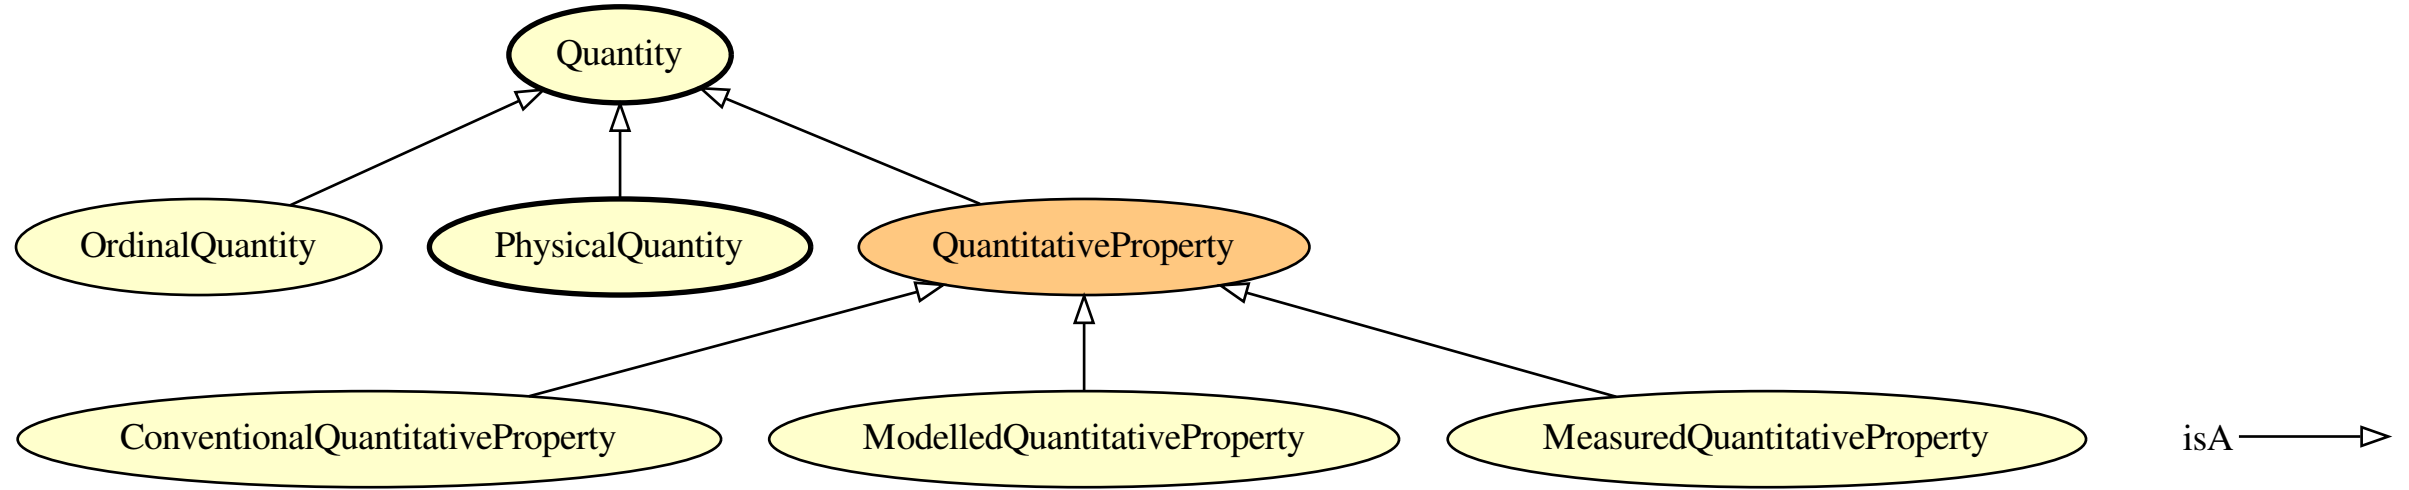 Quantity
OrdinalQuantity
PhysicalQuantity
QuantitativeProperty
ConventionalQuantitativeProperty
ModelledQuantitativeProperty
MeasuredQuantitativeProperty
isA